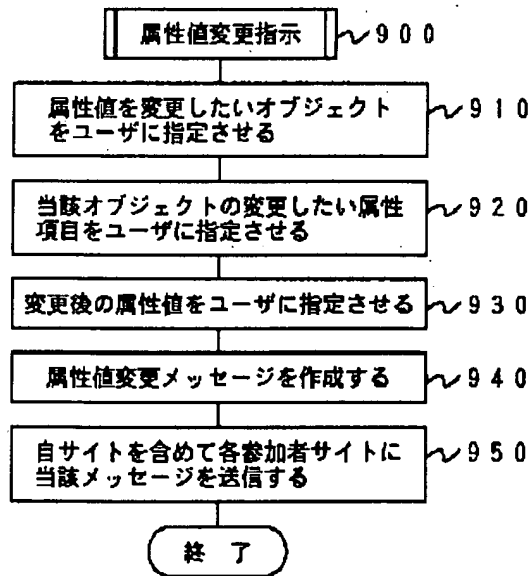 属性値変更指示 900
属性値を変更したいオブジェクト 910
をユーザに指定させる
当該オブジェクトの変更したい属性 920
項目をユーザに指定させる
変更後の属性値をユーザに指定させる 930
属性値変更メッセージを作成する 940
自サイトを含めて各参加者サイトに 950
当該メッセージを送信する
終了